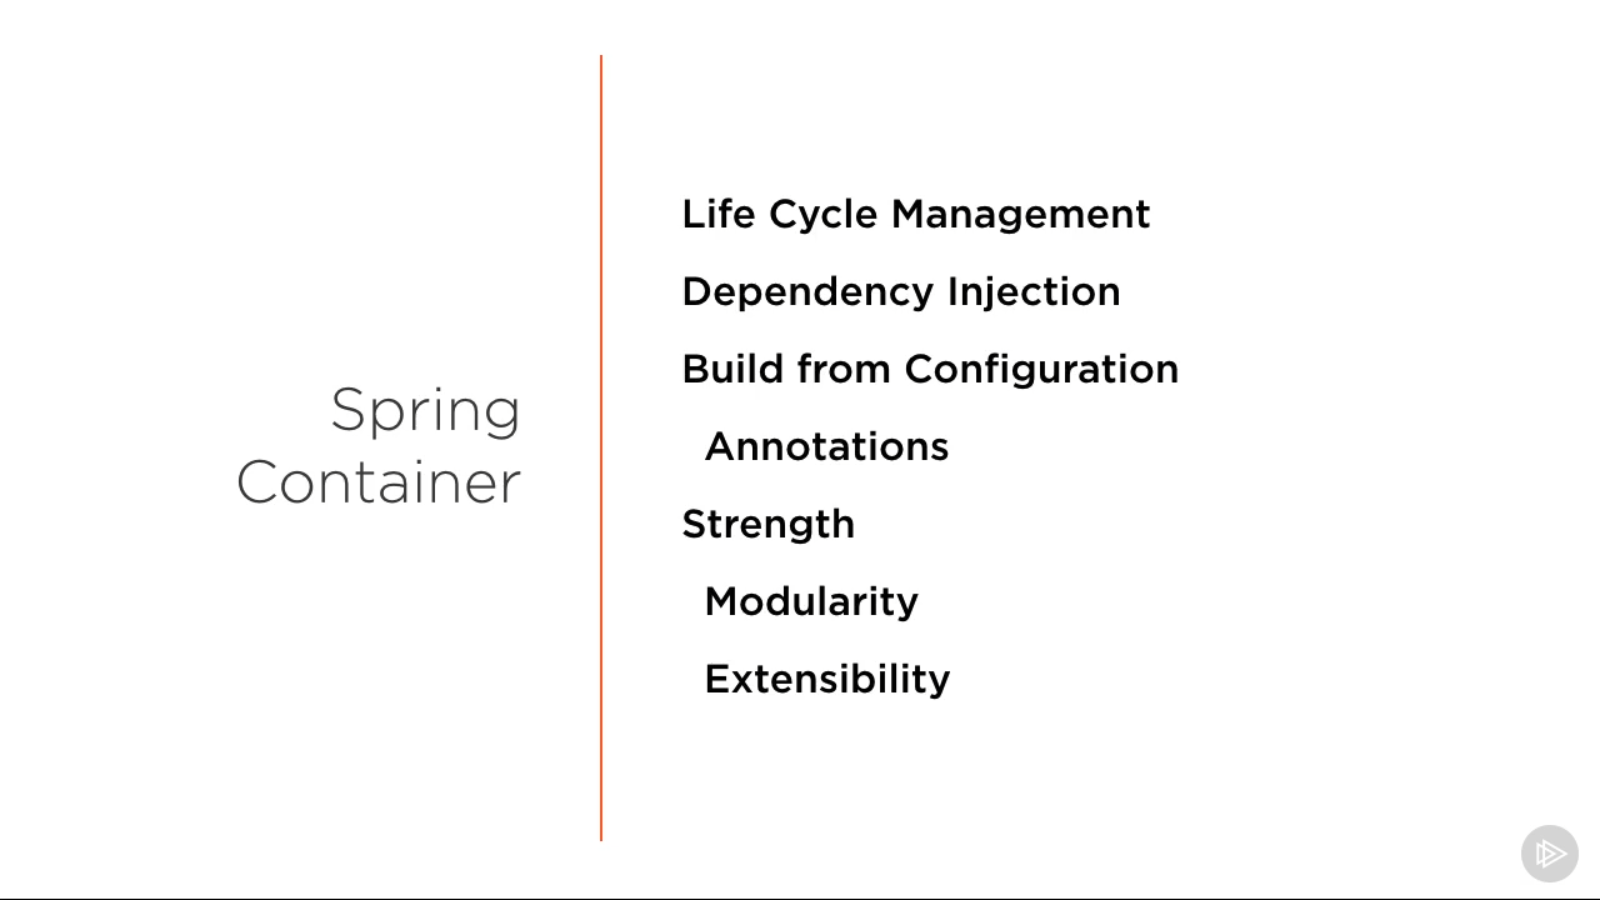 Spring
Container
Life Cycle Management
Dependency Injection
Build from Configuration
Annotations
Strength
Modularity
Extensibility